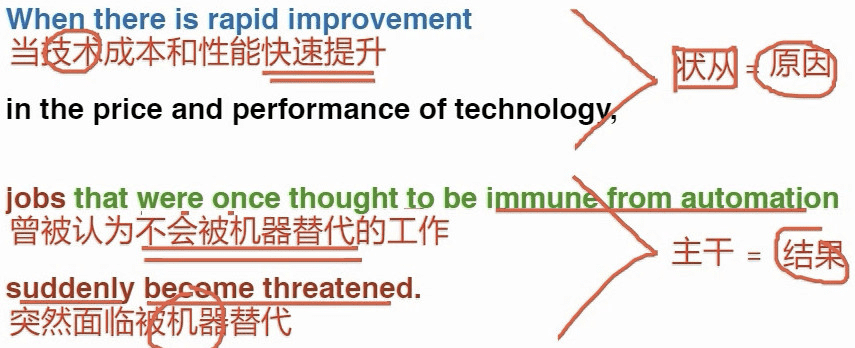 When there is rapid improvement
当技术成本和性能快速提升
状从 = 原因
in the price and performance of technology,
jobs that were once thought to be immune from automation
曾被认为不会被机器替代的工作
主干 = 结果
suddenly become threatened.
突然面临被机器替代